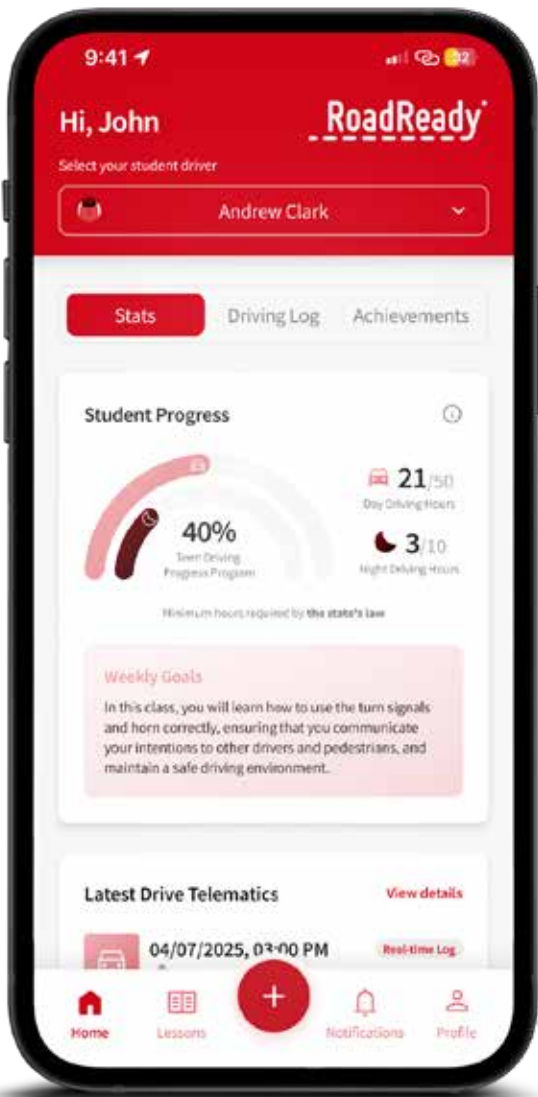 9:41
32
Hi, John
RoadReady
Select your student driver
Andrew Clark
Stats
Driving Log
Achievements
Student Progress
21/50
Day Driving Hours
40%
Teen Driving
Progress Program
3/10
Night Driving Hours
Minimum hours required by the state's law
Weekly Goals
In this class, you will learn how to use the turn signals
and horn correctly, ensuring that you communicate
your intentions to other drivers and pedestrians, and
maintain a safe driving environment.
Latest Drive Telematics
View details
04/07/2025, 03:00 PM
Real-time Log
+
Home
Lessons
Notifications
Profile